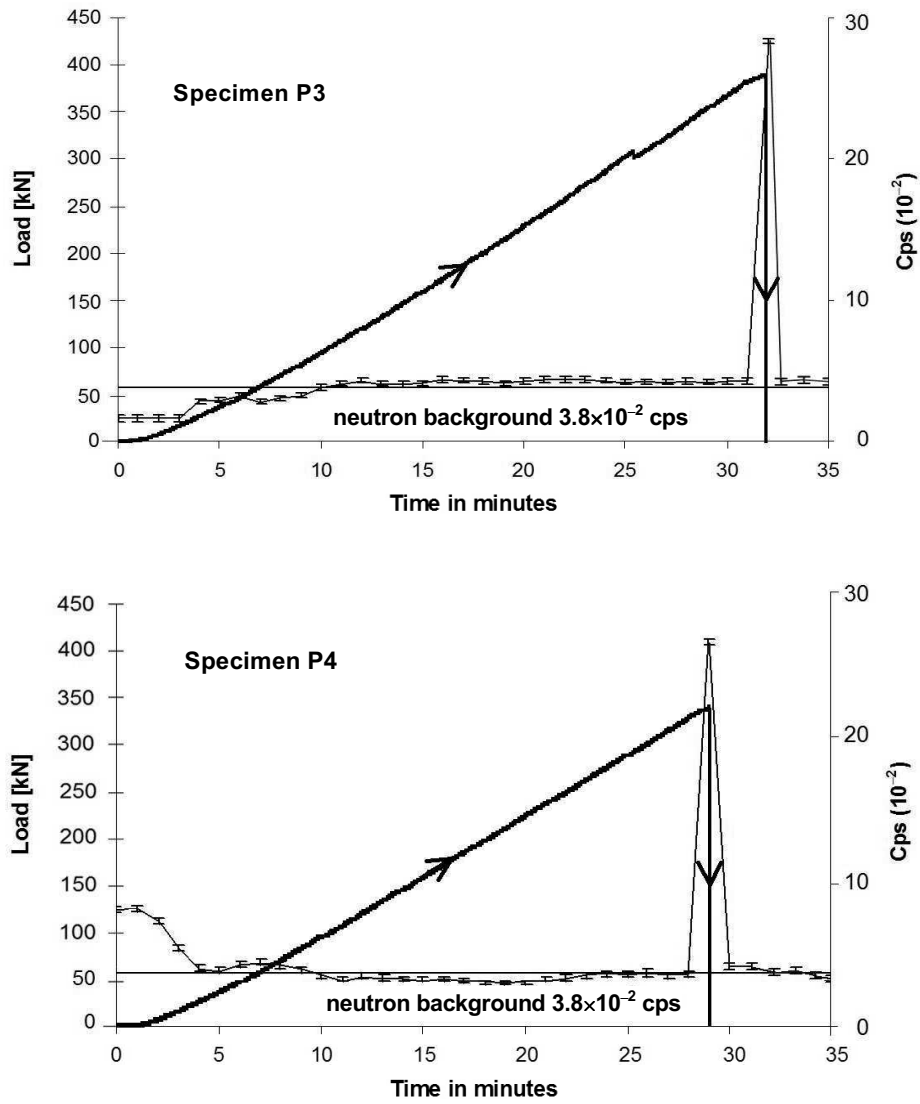 450
400
350
300
250
200
150
100
50
0
Load [kN]
Specimen P3
30
20
10
0
Cps (10⁻²)
neutron background 3.8×10⁻² cps
0 5 10 15 20 25 30 35
Time in minutes
450
400
350
300
250
200
150
100
50
0
Load [kN]
Specimen P4
30
20
10
0
Cps (10⁻²)
neutron background 3.8×10⁻² cps
0 5 10 15 20 25 30 35
Time in minutes